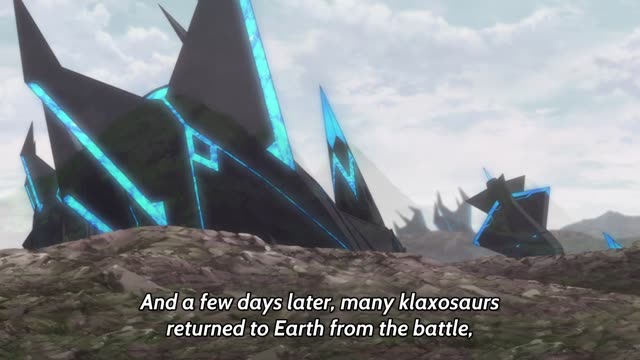 And a few days later, many klaxosaurs
returned to Earth from the battle,